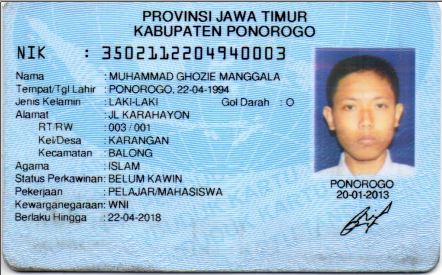 PROVINSI JAWA TIMUR
KABUPATEN PONOROGO
NIK : 3502112204940003
Nama : MUHAMMAD GHOZIE MANGGALA
Tempat/Tgl Lahir : PONOROGO, 22-04-1994
Jenis Kelamin : LAKI-LAKI Gol Darah : O
Alamat : JL KARAHAYON
RT/RW : 003 / 001
Kel/Desa : KARANGAN
Kecamatan : BALONG
Agama : ISLAM
Status Perkawinan: BELUM KAWIN
Pekerjaan : PELAJAR/MAHASISWA
Kewarganegaraan: WNI
Berlaku Hingga : 22-04-2018
PONOROGO
20-01-2013